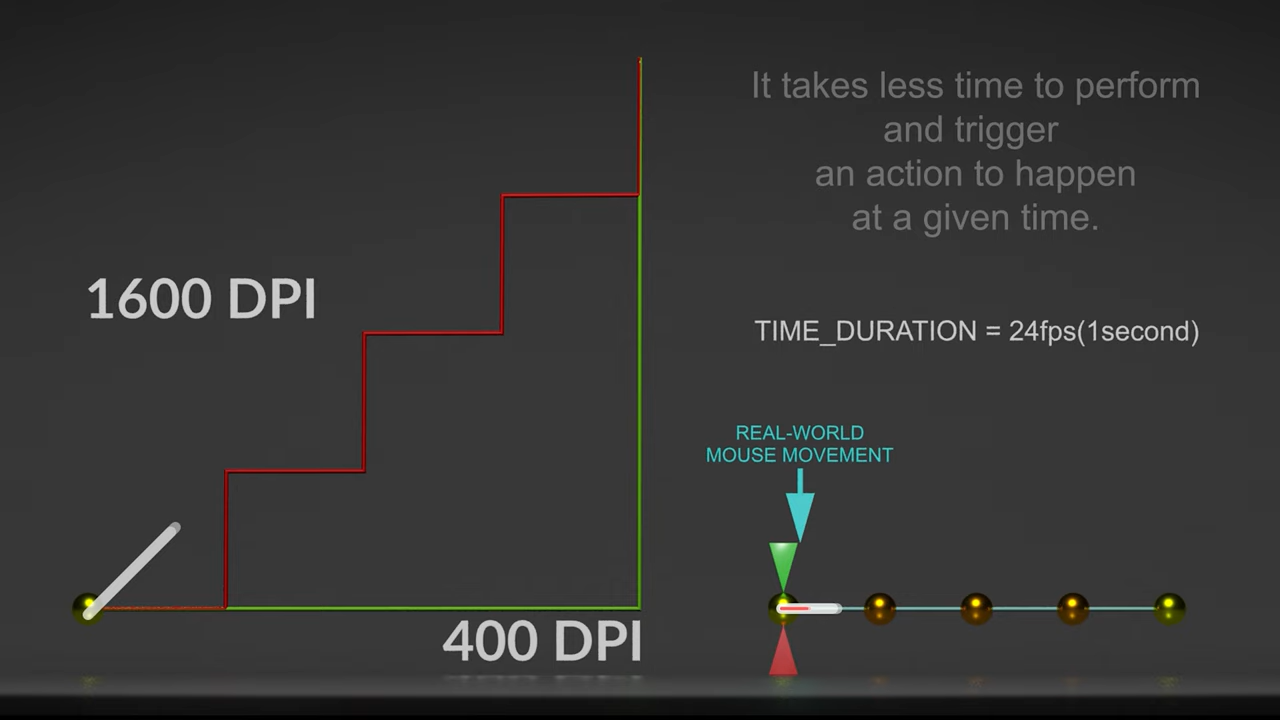 It takes less time to perform
and trigger
an action to happen
at a given time.
1600 DPI
TIME_DURATION = 24fps(1second)
REAL-WORLD
MOUSE MOVEMENT
400 DPI